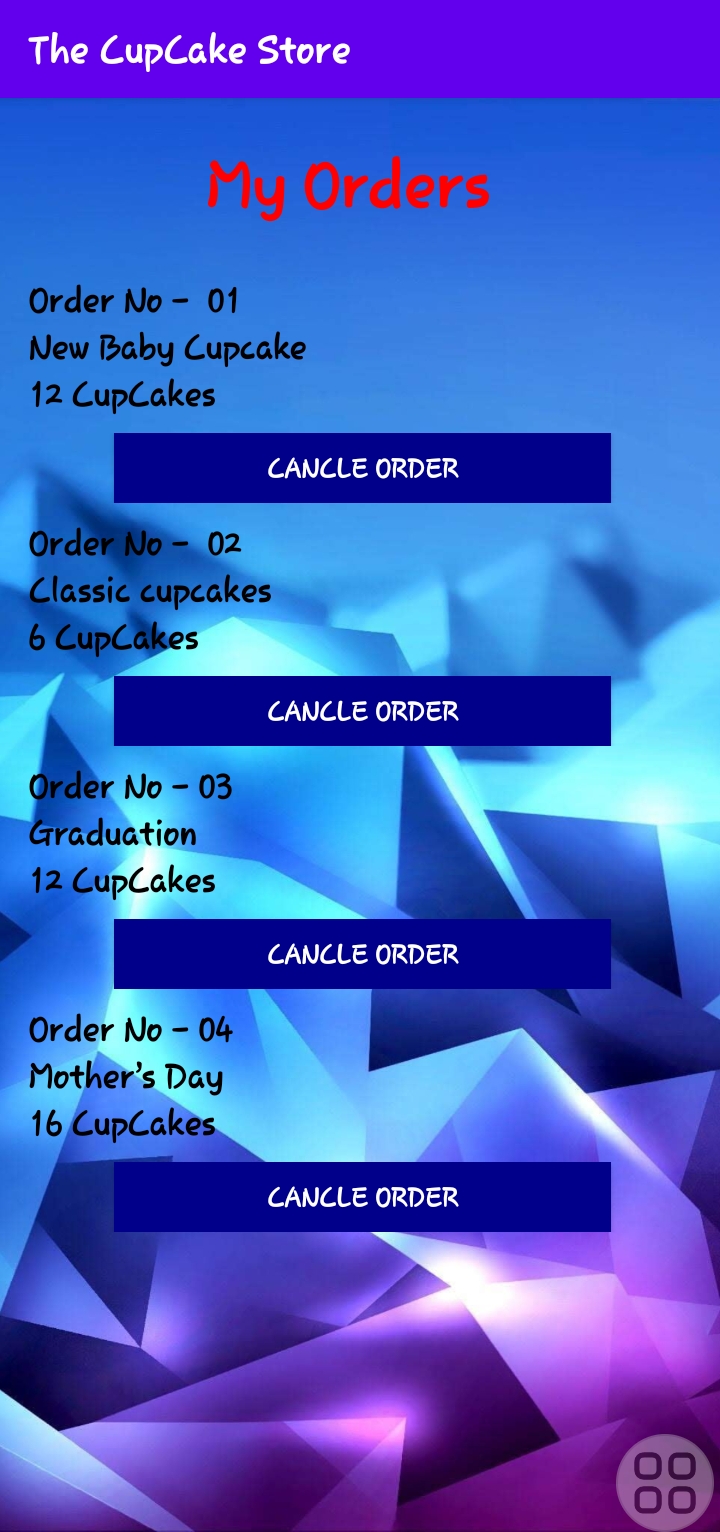 The CupCake Store
My Orders
Order No - 01
New Baby Cupcake
12 CupCakes
CANCLE ORDER
Order No - 02
Classic cupcakes
6 CupCakes
CANCLE ORDER
Order No - 03
Graduation
12 CupCakes
CANCLE ORDER
Order No - 04
Mother's Day
16 CupCakes
CANCLE ORDER